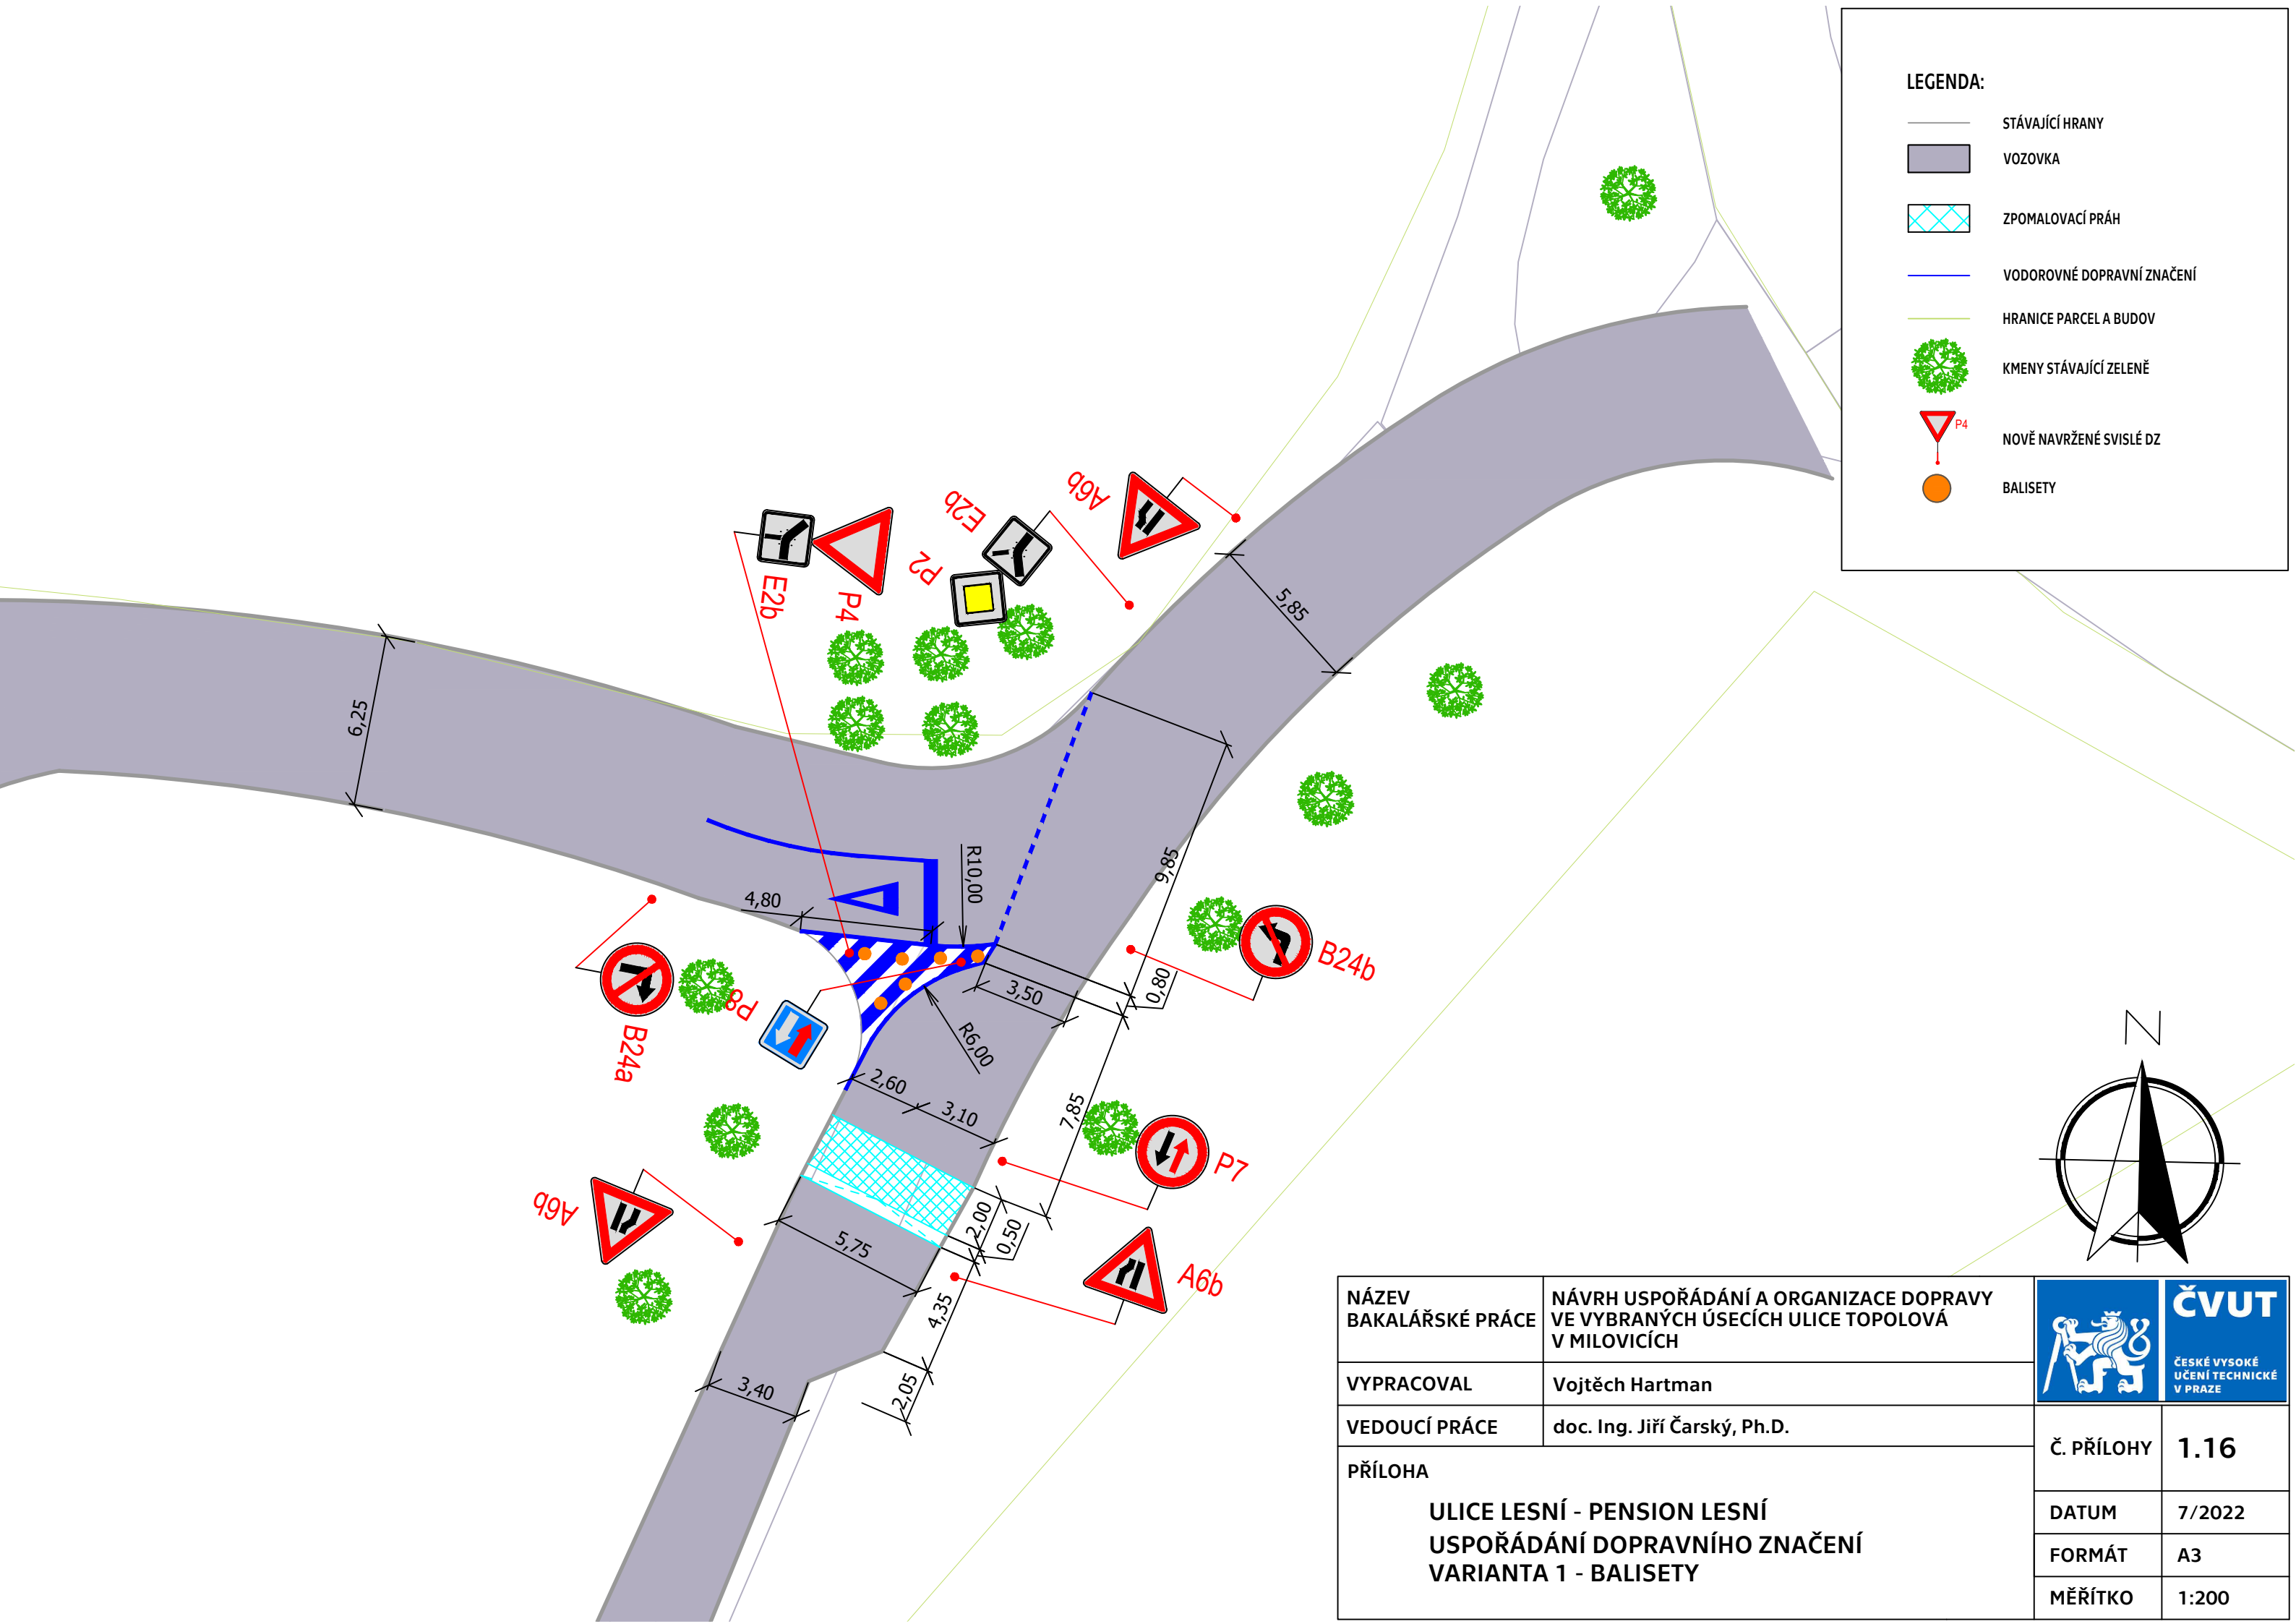 LEGENDA:
STÁVAJÍCÍ HRANY
VOZOVKA
ZPOMALOVACÍ PRÁH
VODOROVNÉ DOPRAVNÍ ZNAČENÍ
HRANICE PARCEL A BUDOV
KMENY STÁVAJÍCÍ ZELENĚ
P4
NOVĚ NAVRŽENÉ SVISLÉ DZ
BALISETY
A6b
E2b
P2
E2b
P4
5,85
6,25
R10,00
9,85
4,80
B24b
3,50
0,80
P8
B24a
R6,00
2,60
3,10
7,85
P7
A6b
5,75
2,00
0,50
A6b
4,35
3,40
2,05
N
NÁZEV
BAKALÁŘSKÉ PRÁCE
NÁVRH USPOŘÁDÁNÍ A ORGANIZACE DOPRAVY
VE VYBRANÝCH ÚSECÍCH ULICE TOPOLOVÁ
V MILOVICÍCH
VYPRACOVAL
Vojtěch Hartman
VEDOUCÍ PRÁCE
doc. Ing. Jiří Čarský, Ph.D.
PŘÍLOHA
ULICE LESNÍ - PENSION LESNÍ
USPOŘÁDÁNÍ DOPRAVNÍHO ZNAČENÍ
VARIANTA 1 - BALISETY
ČVUT
ČESKÉ VYSOKÉ
UČENÍ TECHNICKÉ
V PRAZE
Č. PŘÍLOHY
1.16
DATUM
7/2022
FORMÁT
A3
MĚŘÍTKO
1:200